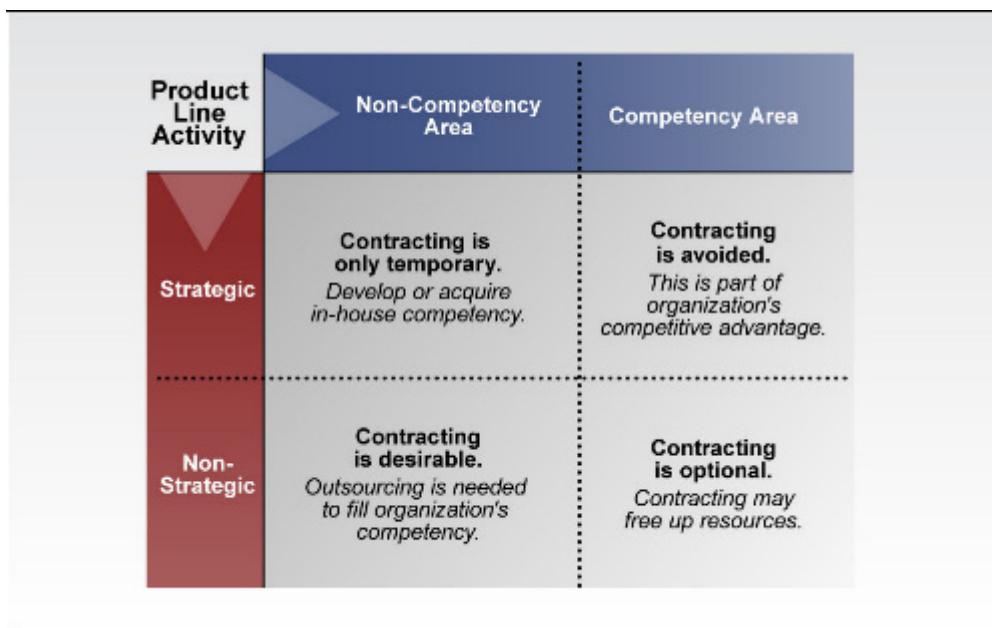 Product
Line
Activity
Non-Competency
Area
Competency Area
Strategic
Contracting is
only temporary.
Develop or acquire
in-house competency.
Contracting
is avoided.
This is part of
organization's
competitive advantage.
Non-
Strategic
Contracting
is desirable.
Outsourcing is needed
to fill organization's
competency.
Contracting
is optional.
Contracting may
free up resources.